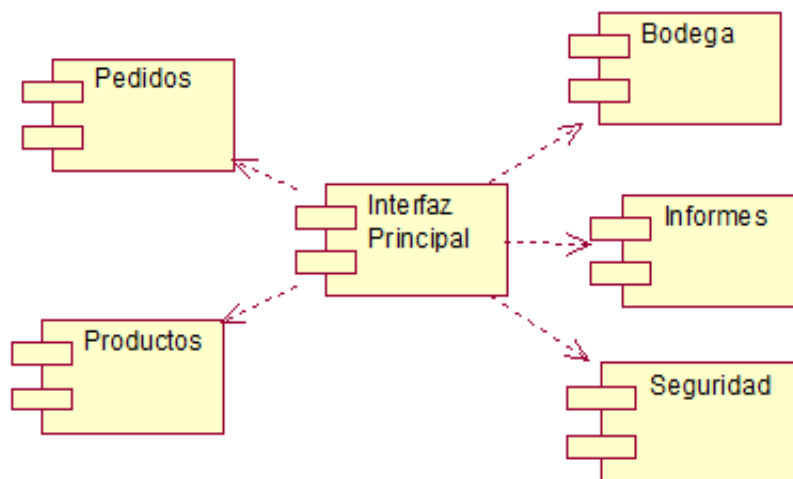 Bodega
Pedidos
Interfaz
Principal
Informes
Productos
Seguridad